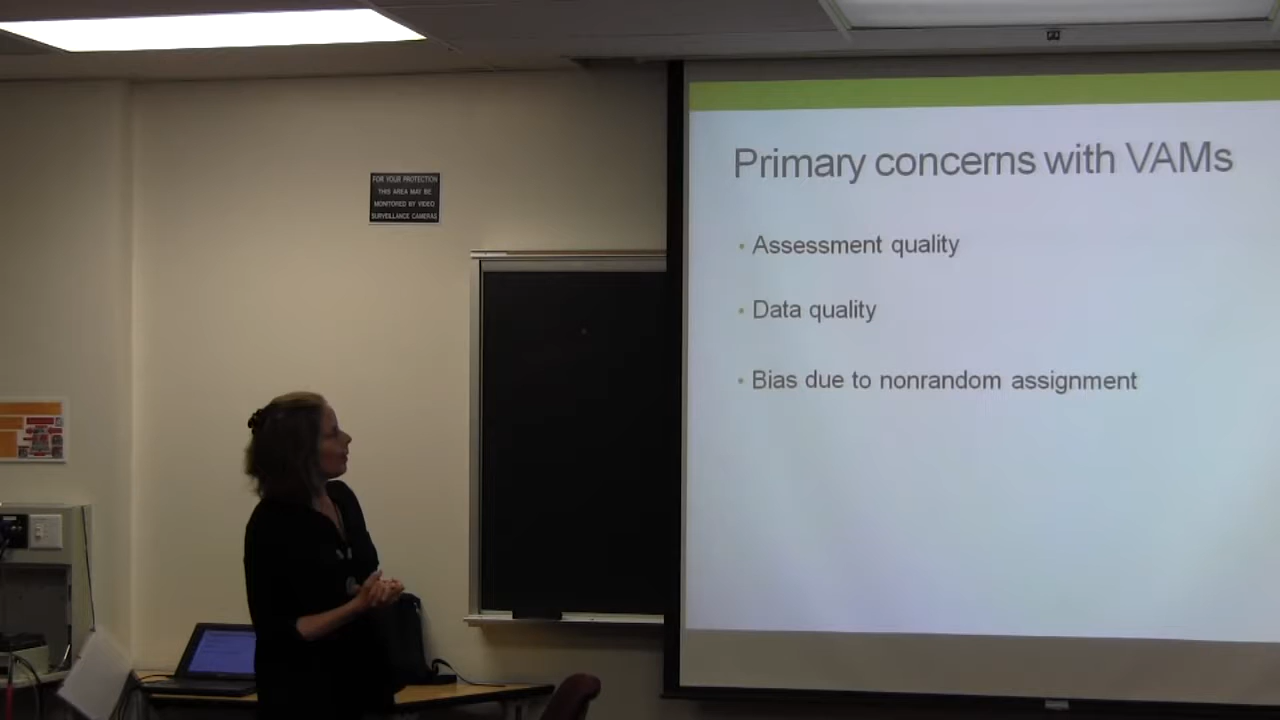 FOR YOUR PROTECTION
THIS AREA MAY BE
MONITORED BY VIDEO
SURVEILLANCE CAMERAS
Primary concerns with VAMs
• Assessment quality
• Data quality
• Bias due to nonrandom assignment